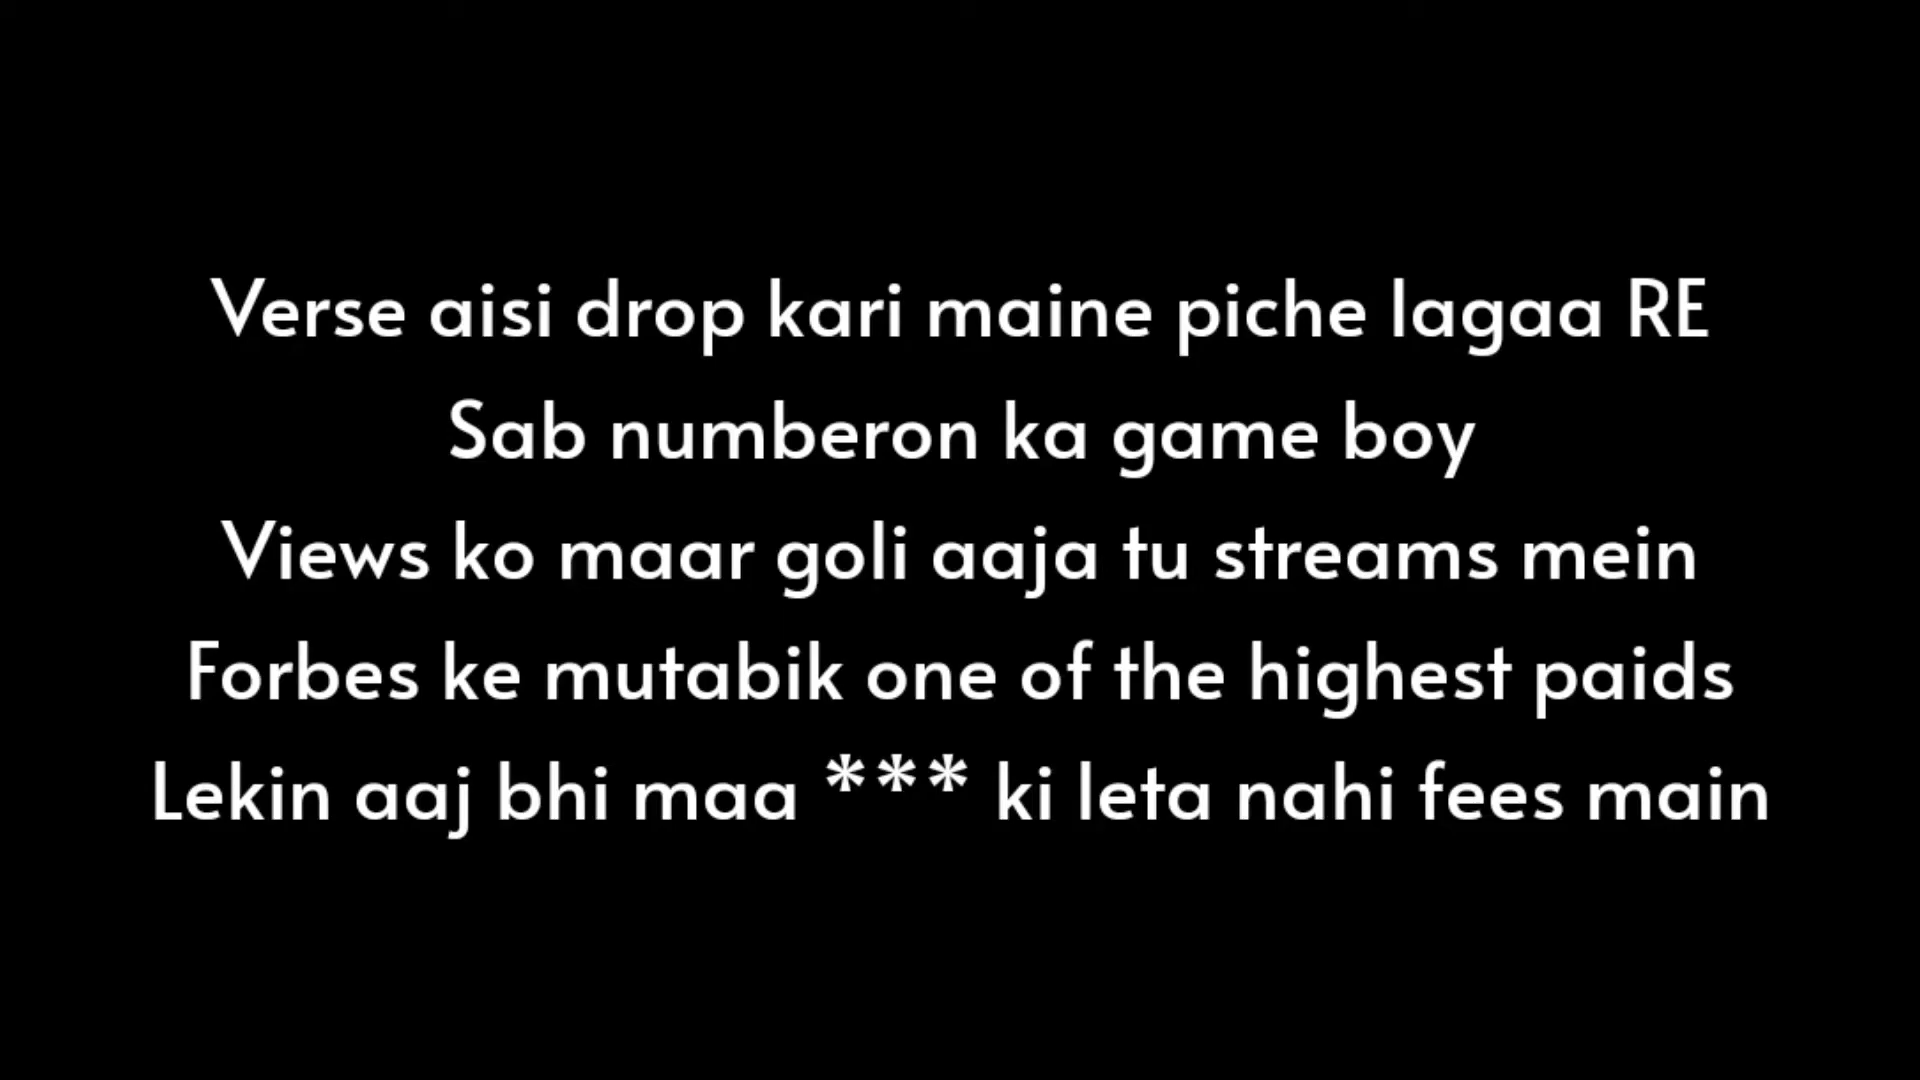 Verse aisi drop kari maine piche lagaa RE
Sab numberon ka game boy
Views ko maar goli aaja tu streams mein
Forbes ke mutabik one of the highest paids
Lekin aaj bhi maa *** ki leta nahi fees main